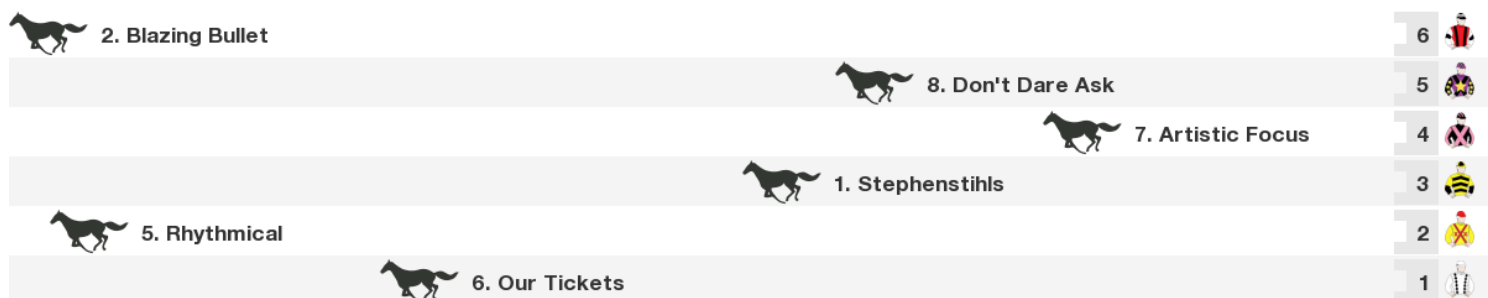 2. Blazing Bullet 6
8. Don't Dare Ask 5
7. Artistic Focus 4
1. Stephenstihls 3
5. Rhythmical 2
6. Our Tickets 1